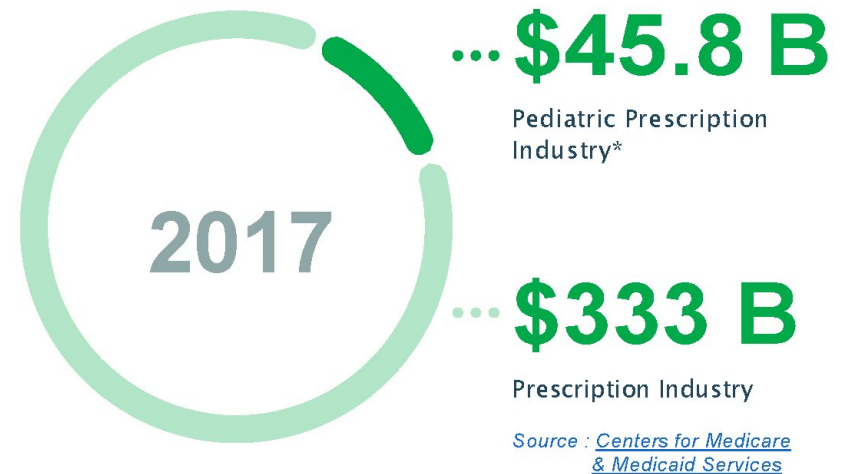 2017
$45.8 B
Pediatric Prescription
Industry*
$333 B
Prescription Industry
Source : Centers for Medicare
& Medicaid Services